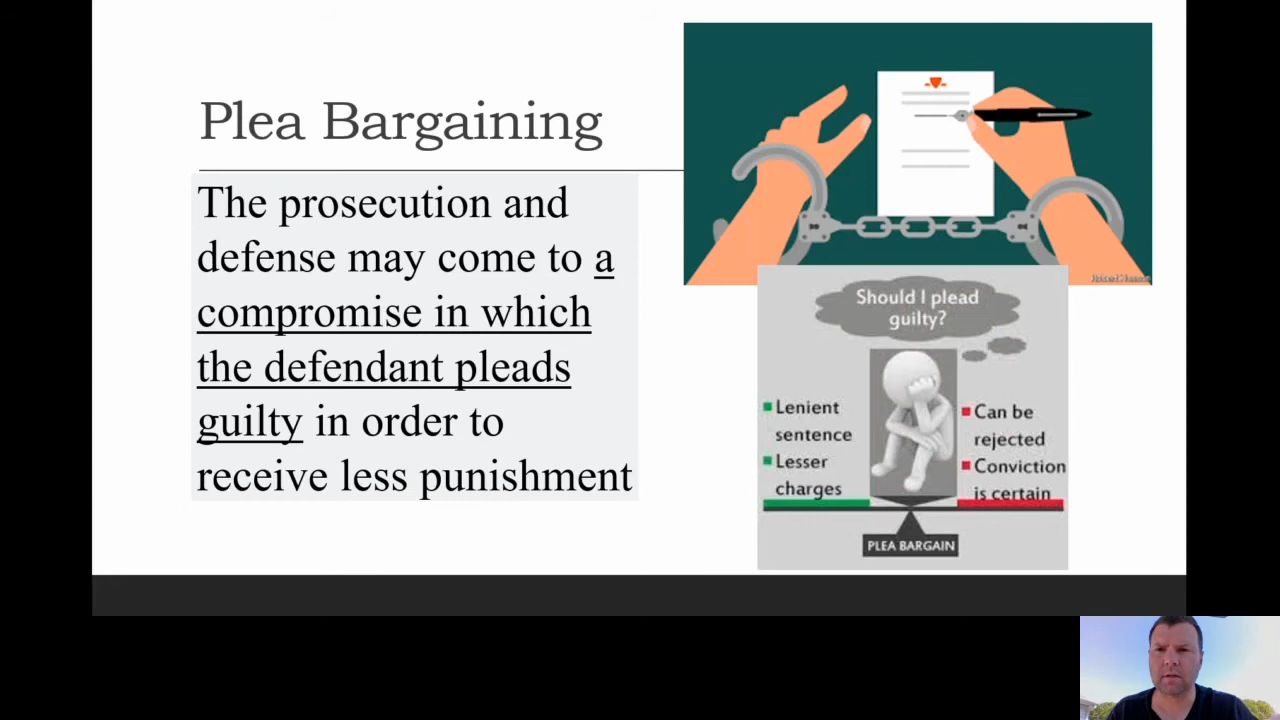 Plea Bargaining
The prosecution and
defense may come to a
compromise in which
the defendant pleads
guilty in order to
receive less punishment
Should I plead
guilty?
Lenient
sentence
Lesser
charges
Can be
rejected
Conviction
is certain
PLEA BARGAIN